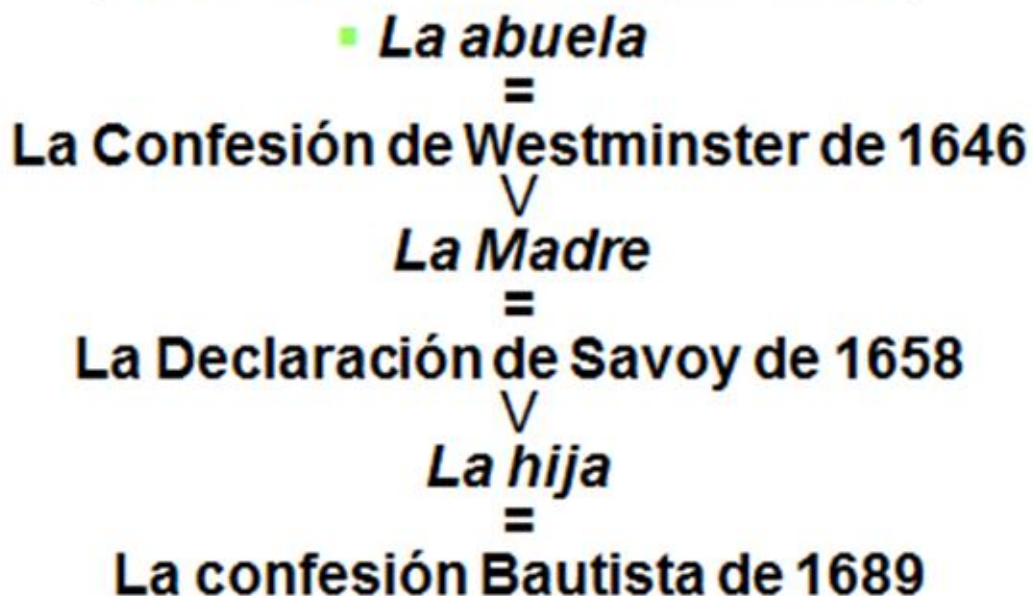 ▪ La abuela
=
La Confesión de Westminster de 1646
V
La Madre
=
La Declaración de Savoy de 1658
V
La hija
=
La confesión Bautista de 1689